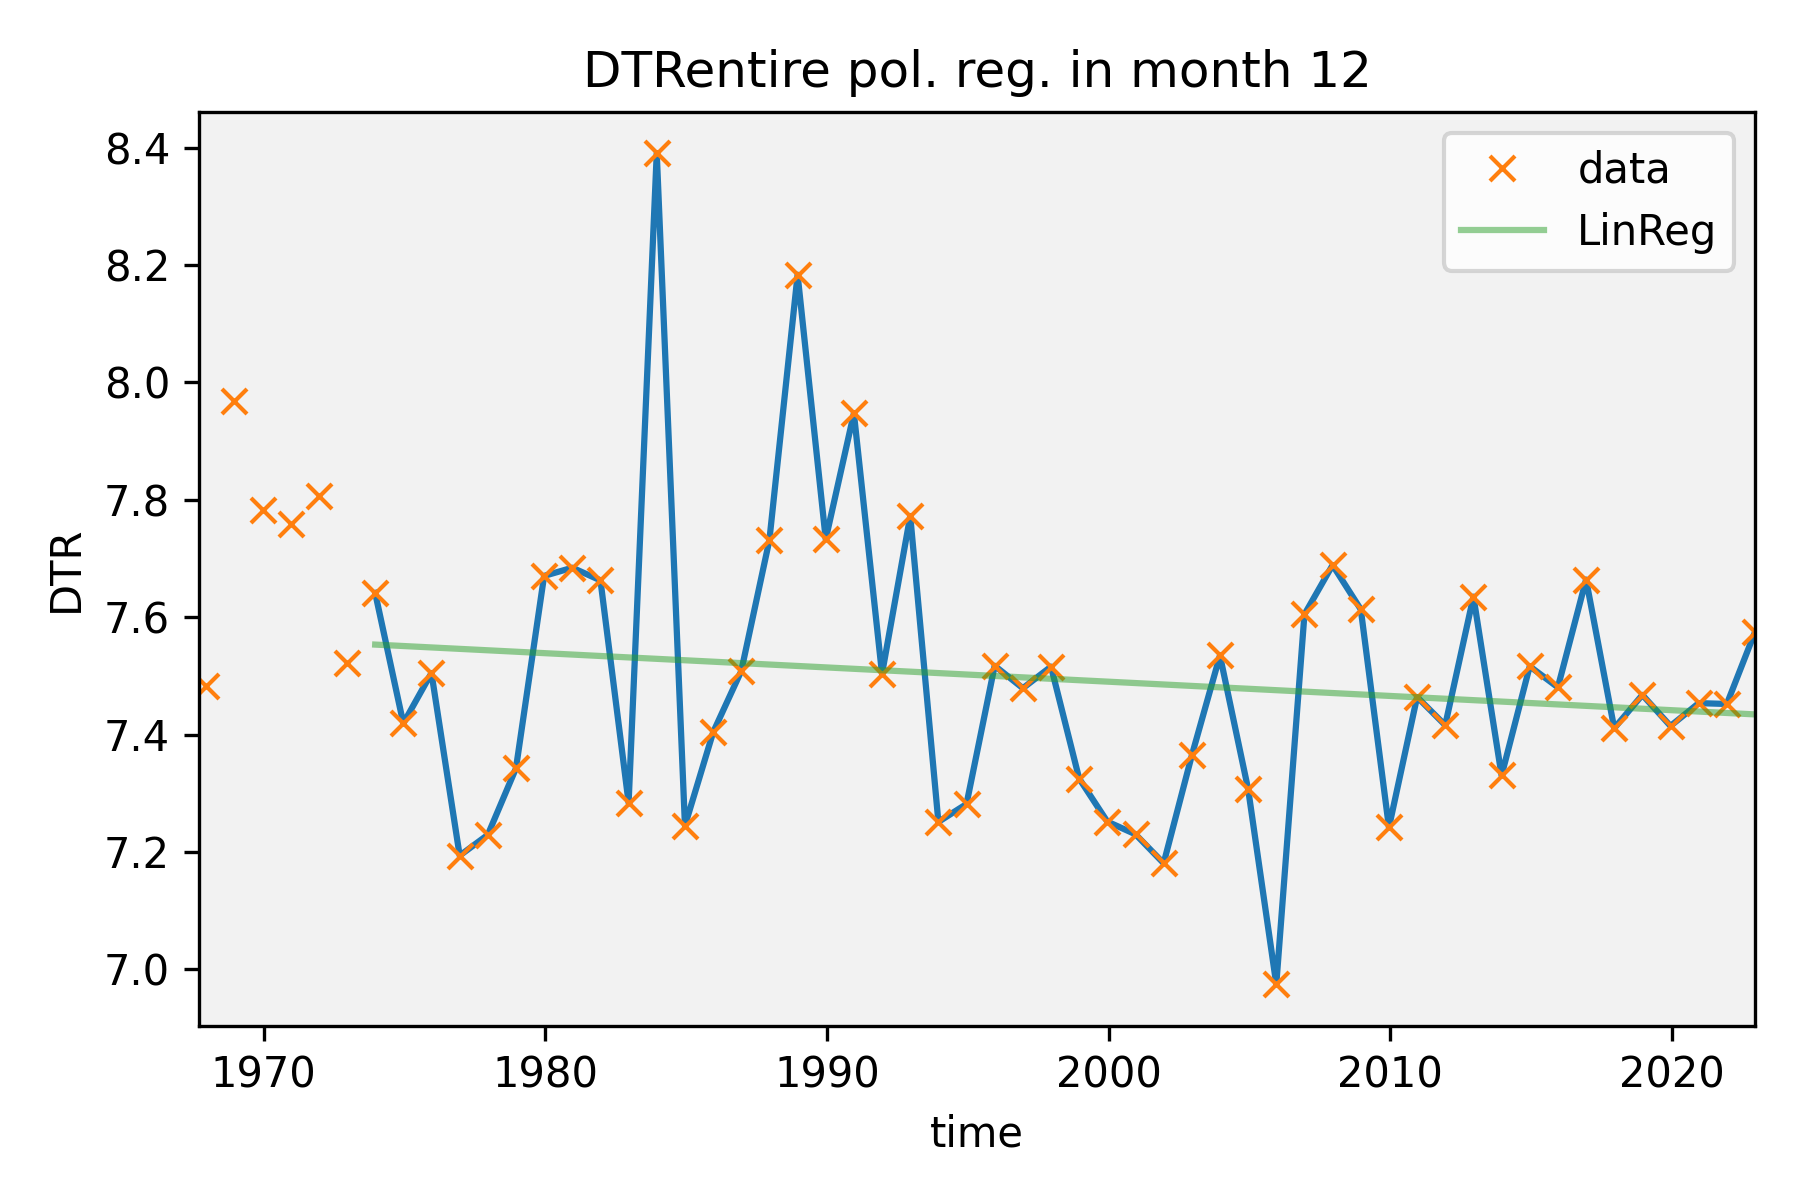 DTRentire pol. reg. in month 12
data
LinReg
8.4
8.2
8.0
7.8
7.6
7.4
7.2
7.0
DTR
1970 1980 1990 2000 2010 2020
time